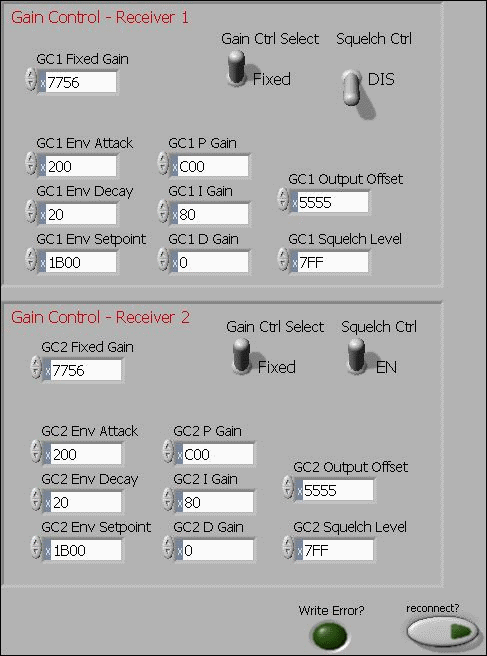 Gain Control - Receiver 1
Gain Ctrl Select
Squelch Ctrl
GC1 Fixed Gain
x 7756
Fixed
DIS
GC1 Env Attack
GC1 P Gain
x 200
x C00
GC1 Output Offset
GC1 Env Decay
GC1 I Gain
x 5555
x 20
x 80
GC1 Env Setpoint
GC1 D Gain
GC1 Squelch Level
x 1B00
x 0
x 7FF
Gain Control - Receiver 2
Gain Ctrl Select
Squelch Ctrl
GC2 Fixed Gain
x 7756
Fixed
EN
GC2 Env Attack
GC2 P Gain
x 200
x C00
GC2 Output Offset
GC2 Env Decay
GC2 I Gain
x 5555
x 20
x 80
GC2 Env Setpoint
GC2 D Gain
GC2 Squelch Level
x 1B00
x 0
x 7FF
Write Error?
reconnect?